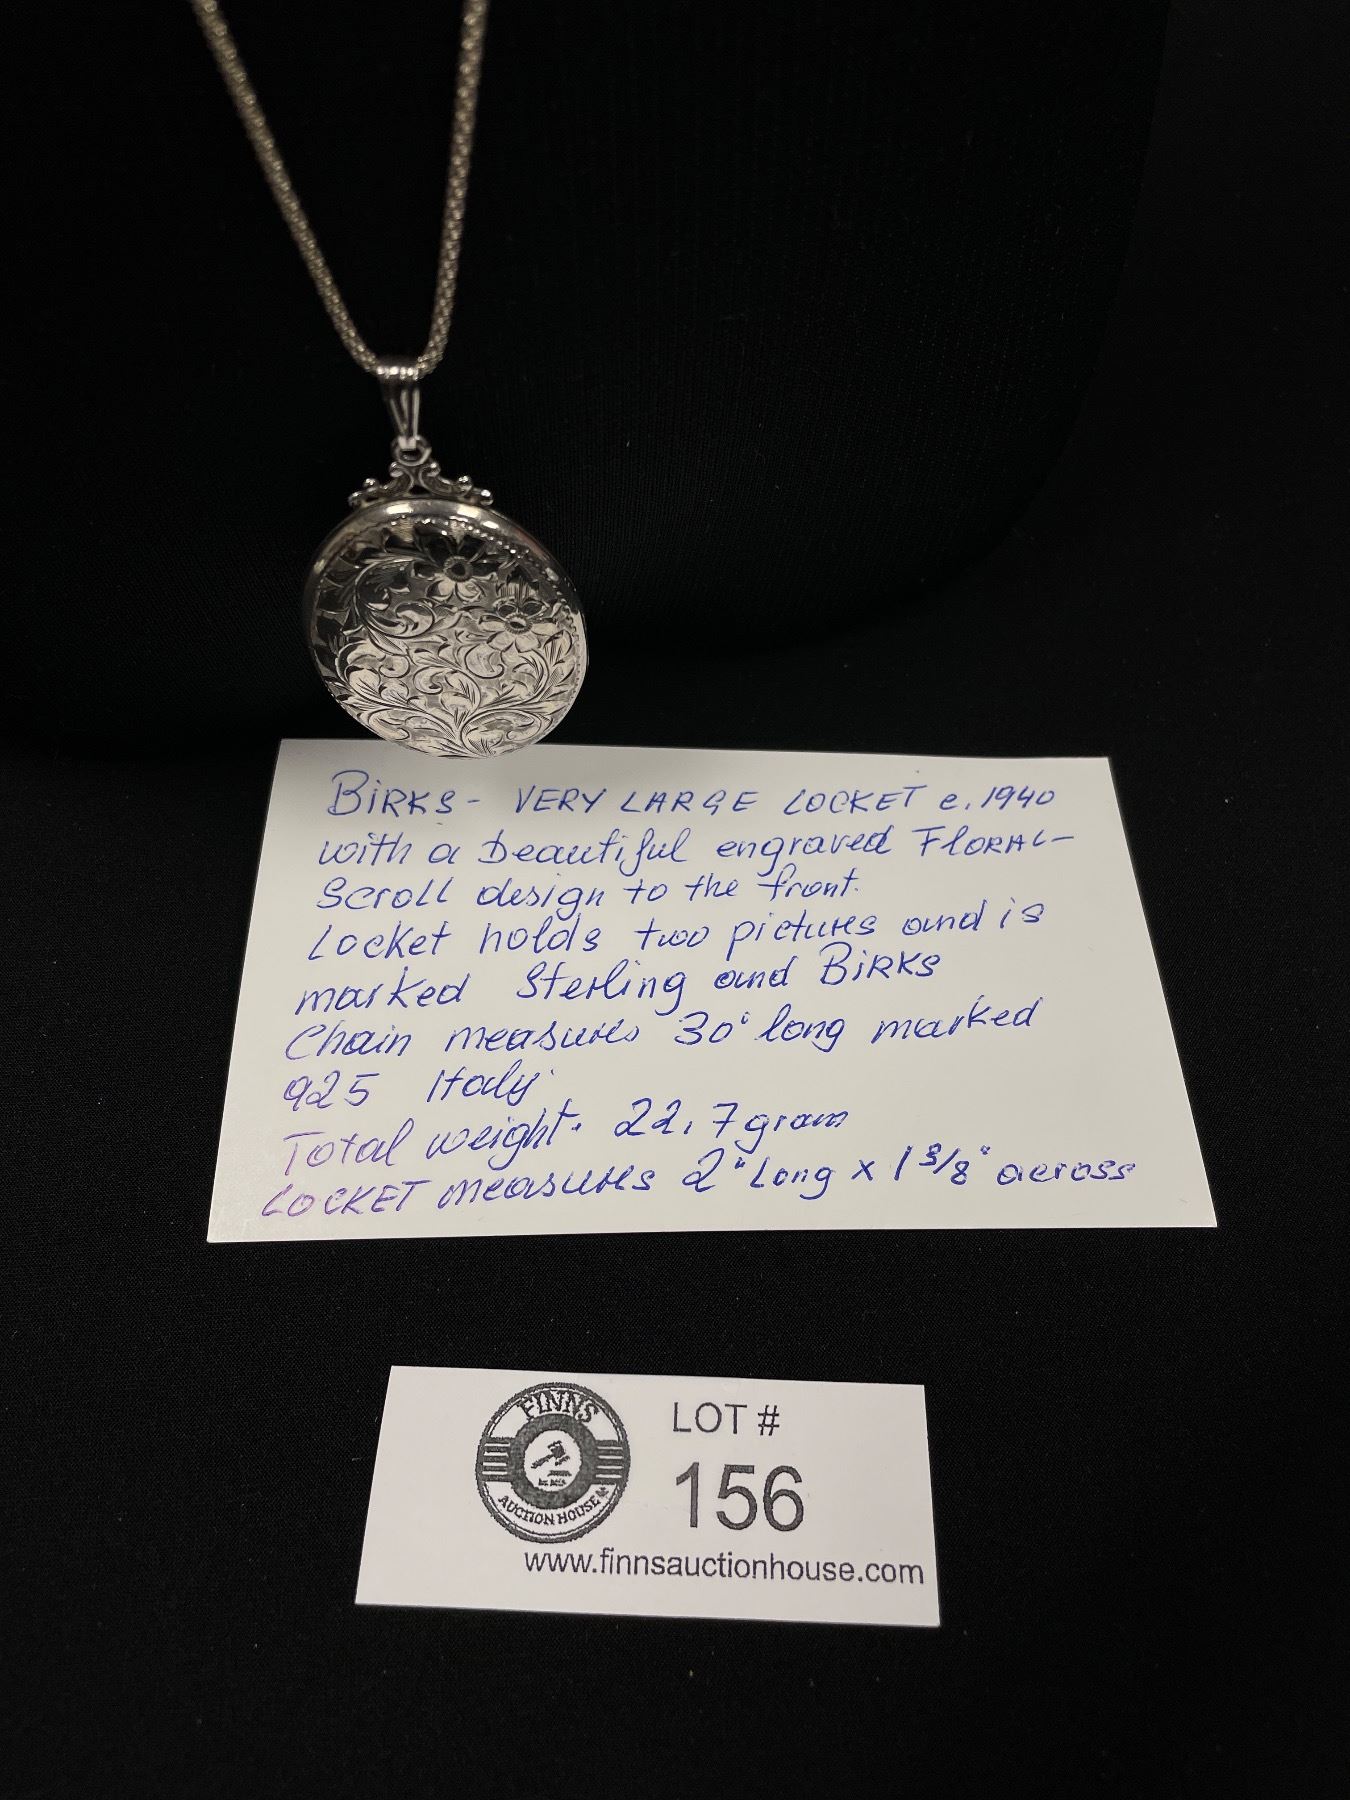 BIRKS - VERY LARGE LOCKET c. 1940
with a beautiful engraved FLORAL-
Scroll design to the front.
Locket holds two pictures and is
marked Sterling and BIRKS
Chain measures 30" long marked
925 Italy
Total weight. 22.7 gram
LOCKET measures 2" Long x 1 3/8" across
FINNS
AUCTION HOUSE
LOT #
156
www.finnsauctionhouse.com